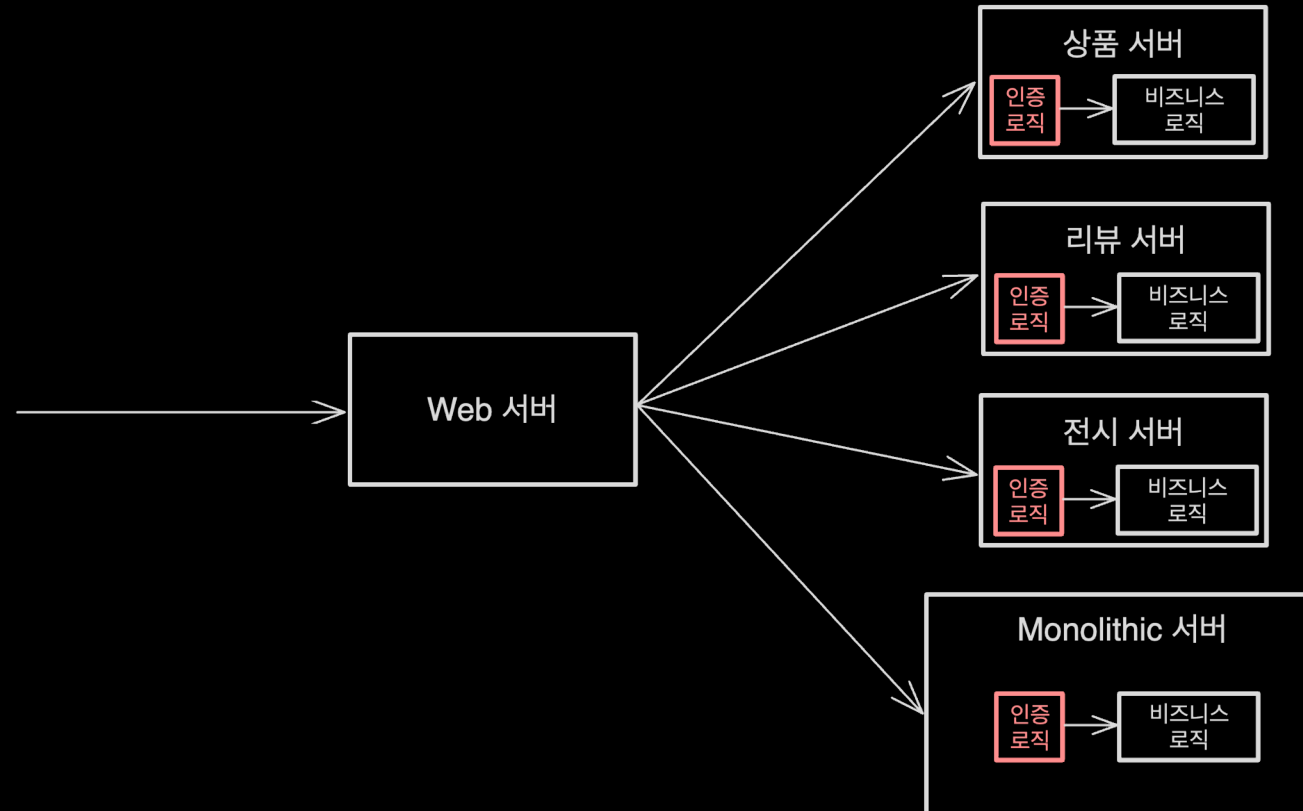 상품 서버
인증
로직
비즈니스
로직
리뷰 서버
인증
로직
비즈니스
로직
Web 서버
전시 서버
인증
로직
비즈니스
로직
Monolithic 서버
인증
로직
비즈니스
로직